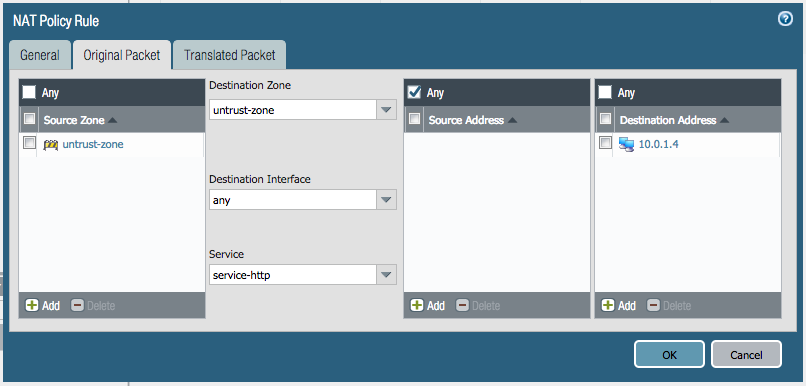 NAT Policy Rule
General
Original Packet
Translated Packet
Any
Source Zone
untrust-zone
Add
Delete
Destination Zone
untrust-zone
Destination Interface
any
Service
service-http
Any
Source Address
Add
Delete
Any
Destination Address
10.0.1.4
Add
Delete
OK
Cancel